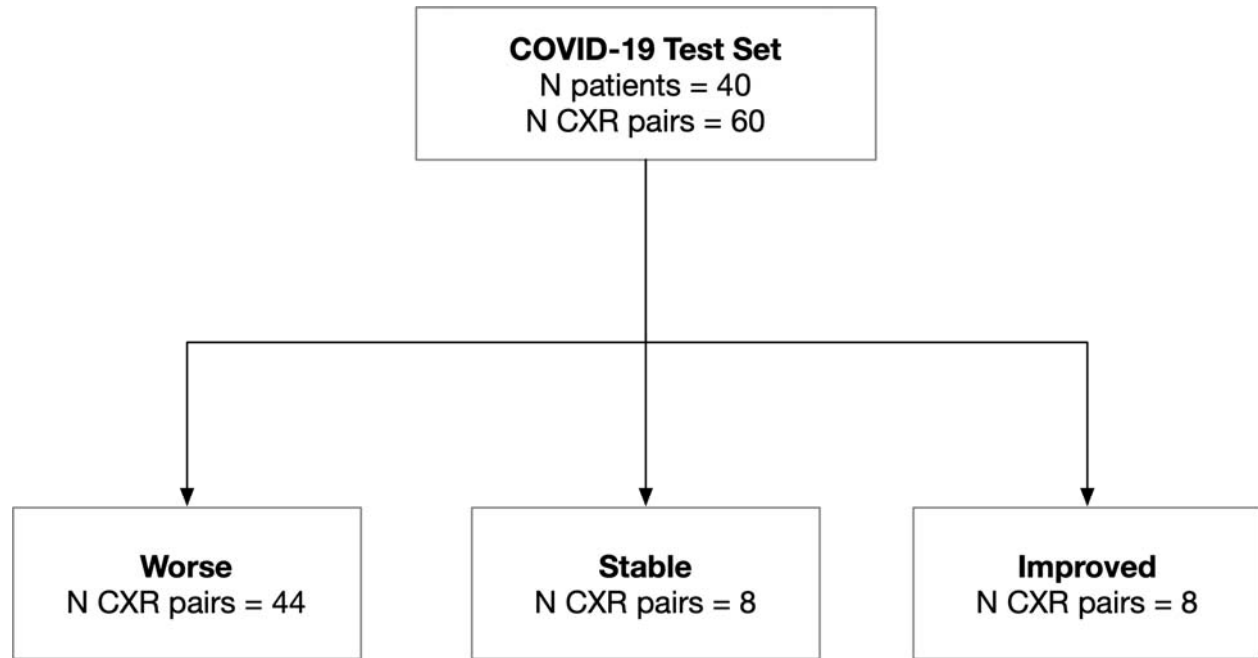 COVID-19 Test Set
N patients = 40
N CXR pairs = 60
Worse
N CXR pairs = 44
Stable
N CXR pairs = 8
Improved
N CXR pairs = 8